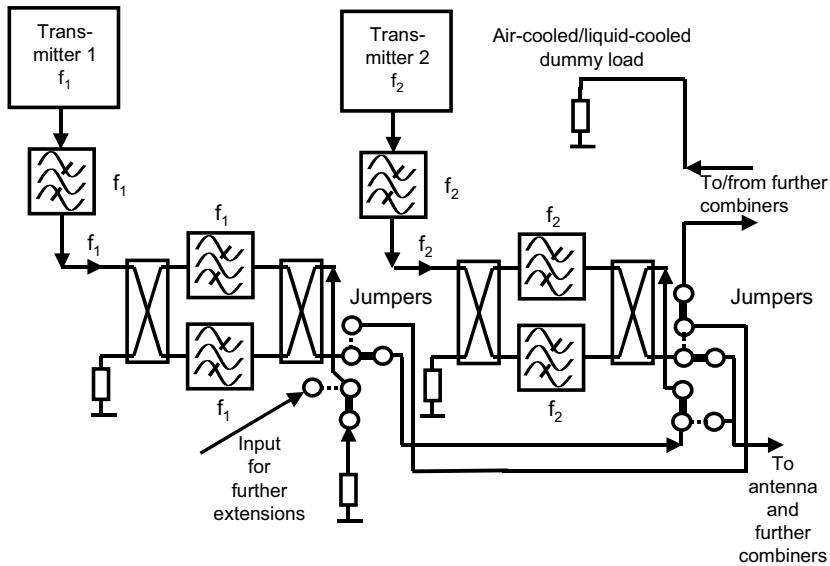 Trans-
mitter 1
f1
Trans-
mitter 2
f2
Air-cooled/liquid-cooled
dummy load
f1
f2
To/from further
combiners
f1
f1
f2
f2
Jumpers
Jumpers
f1
f2
Input
for
further
extensions
To
antenna
and
further
combiners